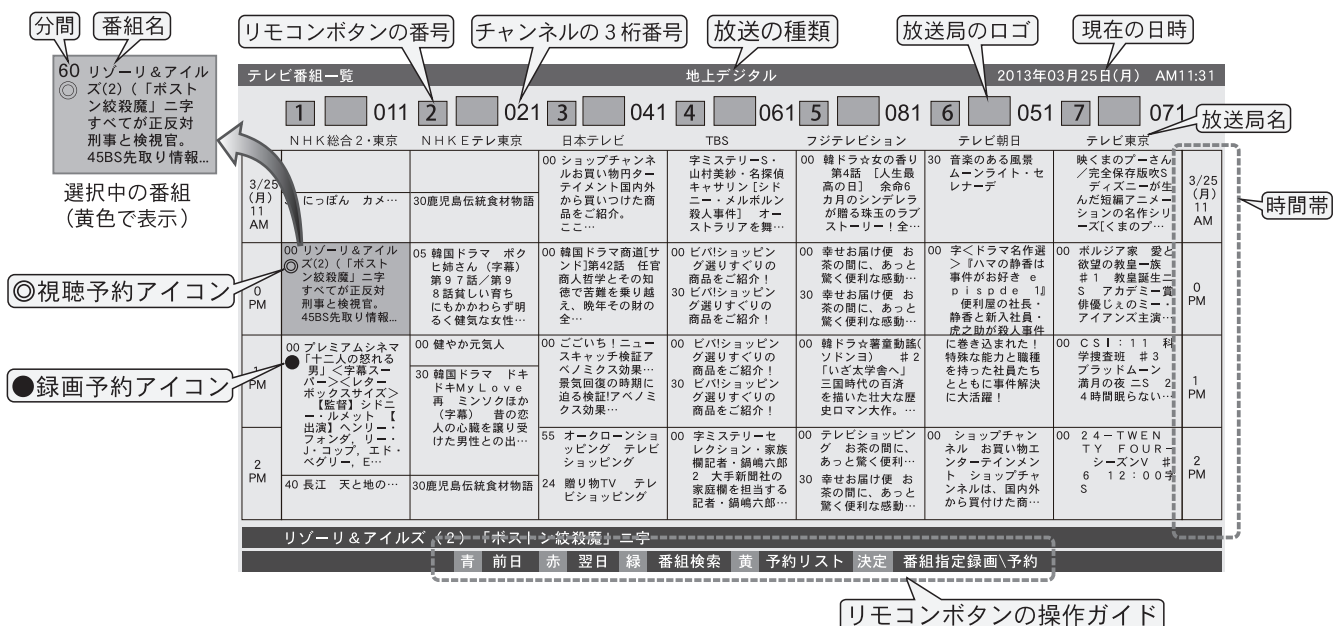 分間
番組名
リモコンボタンの番号
チャンネルの3桁番号
放送の種類
放送局のロゴ
現在の日時
60 リゾーリ&アイル
◎ ズ(2)(「ボスト
ン絞殺魔」ニ字
すべてが正反対
刑事と検視官。
45BS先取り情報...
選択中の番組
(黄色で表示)
◎視聴予約アイコン
●録画予約アイコン
テレビ番組一覧 地上デジタル 2013年03月25日(月) AM11:31
1 011 2 021 3 041 4 061 5 081 6 051 7 071
NHK総合2・東京 NHKEテレ東京 日本テレビ TBS フジテレビジョン テレビ朝日 テレビ東京
放送局名
時間帯
3/25
(月)
11
AM
にっぽん カメ…
30鹿児島伝統食材物語
00 ショップチャンネ
ルお買い物円ター
テイメント国内外
から買いつけた商
品をご紹介。
ここ…
字ミステリーS・
山村美紗・名探偵
キャサリン[シド
ニー・メルボルン
殺人事件] オー
ストラリアを舞…
00 韓ドラ☆女の香り
第4話 [人生最
高の日] 余命6
カ月のシンデレラ
が贈る珠玉のラブ
ストーリー!全…
30 音楽のある風景
ムーンライト・セ
レナーデ
映くまのプーさん
/完全保存版吹S
ディズニーが生
んだ短編アニメー
ションの名作シリ
ーズ[くまのプ…
3/25
(月)
11
AM
0
PM
00 リゾーリ&アイル
◎ ズ(2)(「ボスト
ン絞殺魔」ニ字
すべてが正反対
刑事と検視官。
45BS先取り情報...
05 韓国ドラマ ポク
ヒ姉さん (字幕)
第97話/第9
8話貧しい育ち
にもかかわらず明
るく健気な女性…
00 韓国ドラマ商道[サ
ンド]第42話 任官
商人哲学とその知
徳で苦難を乗り越
え、晩年その財の
全…
00 ビバ!ショッピン
グ選りすぐりの
商品をご紹介!
30 ビバ!ショッピン
グ選りすぐりの
商品をご紹介!
00 幸せお届け便 お
茶の間に、あっと
驚く便利な感動…
30 幸せお届け便 お
茶の間に、あっと
驚く便利な感動…
00 字<ドラマ名作選
>『ハマの静香は
事件がお好きe
pispde 1』
便利屋の社長・
静香と新入社員・
虎之助が殺人事件
00 ボルジア家 愛と
欲望の教皇一族
#1 教皇誕生二
S アカデミー賞
俳優じぇのミー・
アイアンズ主演…
0
PM
1
PM
00 プレミアムシネマ
● 「十二人の怒れる
男」<字幕スー
パー><レター
ボックスサイズ>
【監督】シドニ
ー・ルメット 【
出演】ヘンリー・
フォンダ,リー・
J・コップ,エド・
ベグリー,E…
00 健やか元気人
30 韓国ドラマ ドキ
ドキMyLove
再 ミンソクほか
(字幕) 昔の恋
人の心臓を譲り受
けた男性との出…
00 ごごいち!ニュー
スキャッチ検証ア
ベノミクス効果…
景気回復の時期に
迫る検証!アベノミ
クス効果…
00 ビバ!ショッピン
グ選りすぐりの
商品をご紹介!
30 ビバ!ショッピン
グ選りすぐりの
商品をご紹介!
00 韓ドラ☆薯童動謠(
ソドンヨ) #2
「いざ太学舎へ」
三国時代の百済
を描いた壮大な歴
史ロマン大作。…
に巻き込まれた!
特殊な能力と職種
を持った社員たち
とともに事件解決
に大活躍!
00 CSI:11 科
学捜査班 #3
ブラッドムーン
満月の夜 二S 2
4時間眠らない…
1
PM
2
PM
40 長江 天と地の…
30鹿児島伝統食材物語
55 オークローンショ
ッピング テレビ
ショッピング
24 贈り物TV テレ
ビショッピング
00 字ミステリーセ
レクション・家族
欄記者・鍋嶋六郎
2 大手新聞社の
家庭欄を担当する
記者・鍋嶋六郎…
00 テレビショッピン
グ お茶の間に、
あっと驚く便利…
30 幸せお届け便 お
茶の間に、あっと
驚く便利な感動…
00 ショップチャン
ネル お買い物エ
ンターテインメン
ト ショップチャ
ンネルは、国内外
から買付けた商…
00 24-TWEN
TY FOUR-
シーズンV #
6 12:00字
S
2
PM
リゾーリ&アイルズ (2) 「ボストン絞殺魔」ニ字
青 前日 赤 翌日 緑 番組検索 黄 予約リスト 決定 番組指定録画\予約
リモコンボタンの操作ガイド